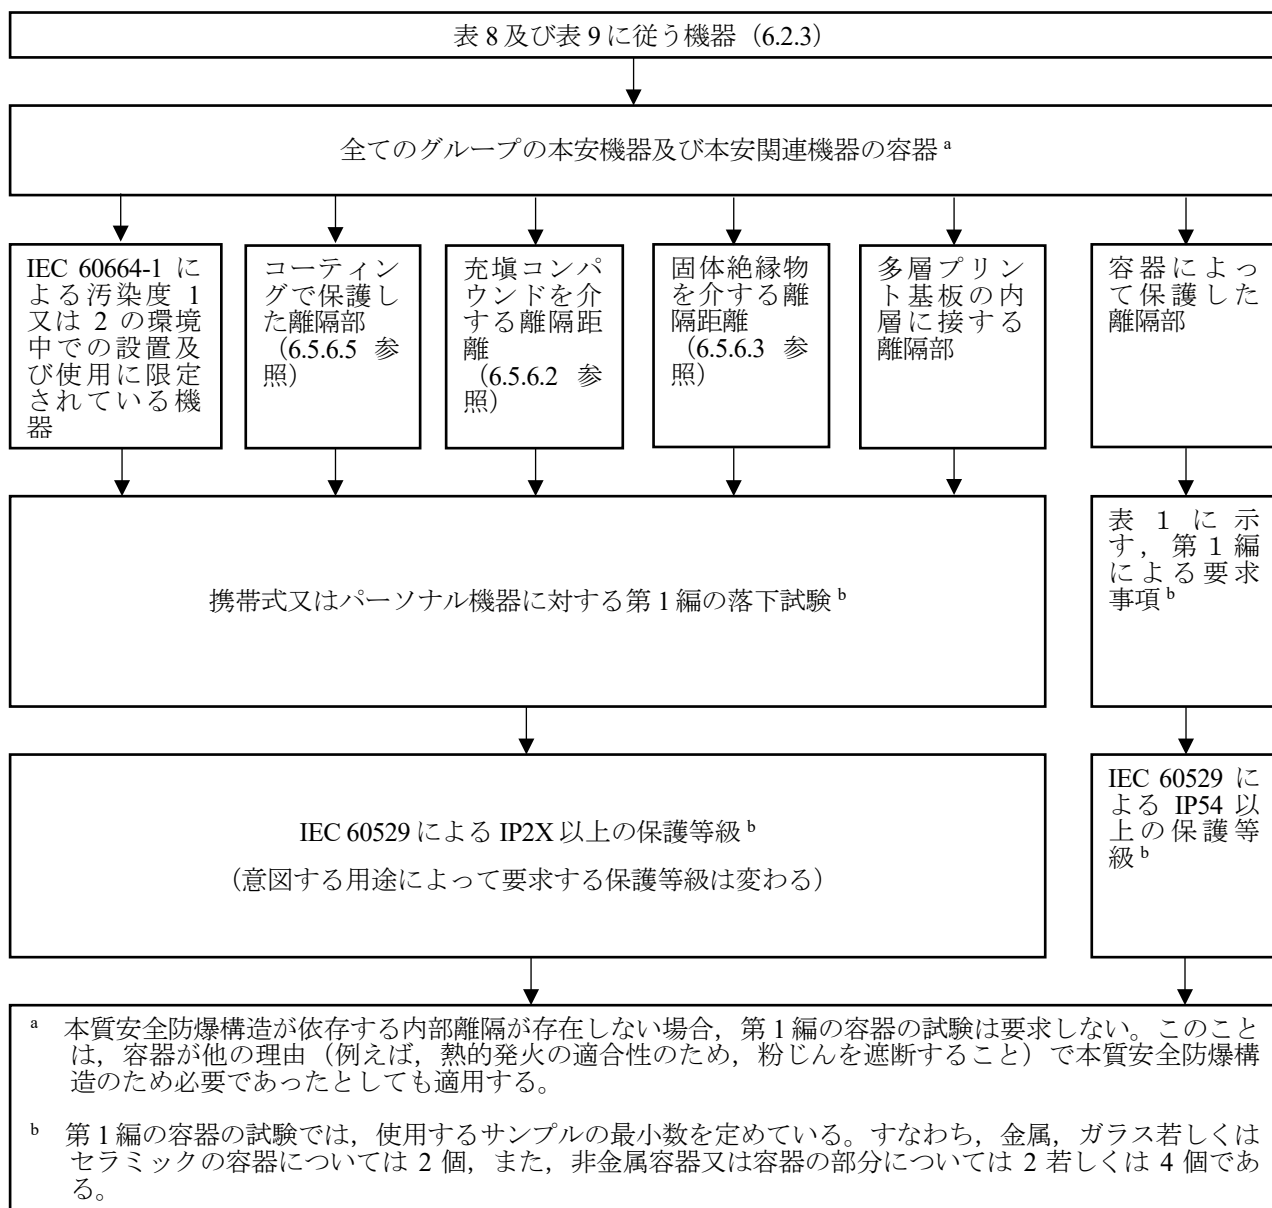 表 8 及び表 9 に従う機器（6.2.3）
全てのグループの本安機器及び本安関連機器の容器 a
IEC 60664-1 に
よる汚染度 1
又は 2 の環境
中での設置及
び使用に限定
されている機
器
コーティン
グで保護し
た離隔部
（6.5.6.5 参
照）
充塡コンパ
ウンドを介
する離隔距
離
（6.5.6.2 参
照）
固体絶縁物
を介する離
隔距離
（6.5.6.3 参
照）
多層プリン
ト基板の内
層に接する
離隔部
容器によっ
て保護した
離隔部
携帯式又はパーソナル機器に対する第 1 編の落下試験 b
表 1 に示
す，第 1 編
による要求
事項 b
IEC 60529 による IP2X 以上の保護等級 b
（意図する用途によって要求する保護等級は変わる）
IEC 60529 に
よる IP54 以
上の保護等
級 b
a 本質安全防爆構造が依存する内部離隔が存在しない場合，第 1 編の容器の試験は要求しない。このこと
は，容器が他の理由（例えば，熱的発火の適合性のため，粉じんを遮断すること）で本質安全防爆構
造のため必要であったとしても適用する。
b 第 1 編の容器の試験では，使用するサンプルの最小数を定めている。すなわち，金属，ガラス若しくは
セラミックの容器については 2 個，また，非金属容器又は容器の部分については 2 若しくは 4 個であ
る。